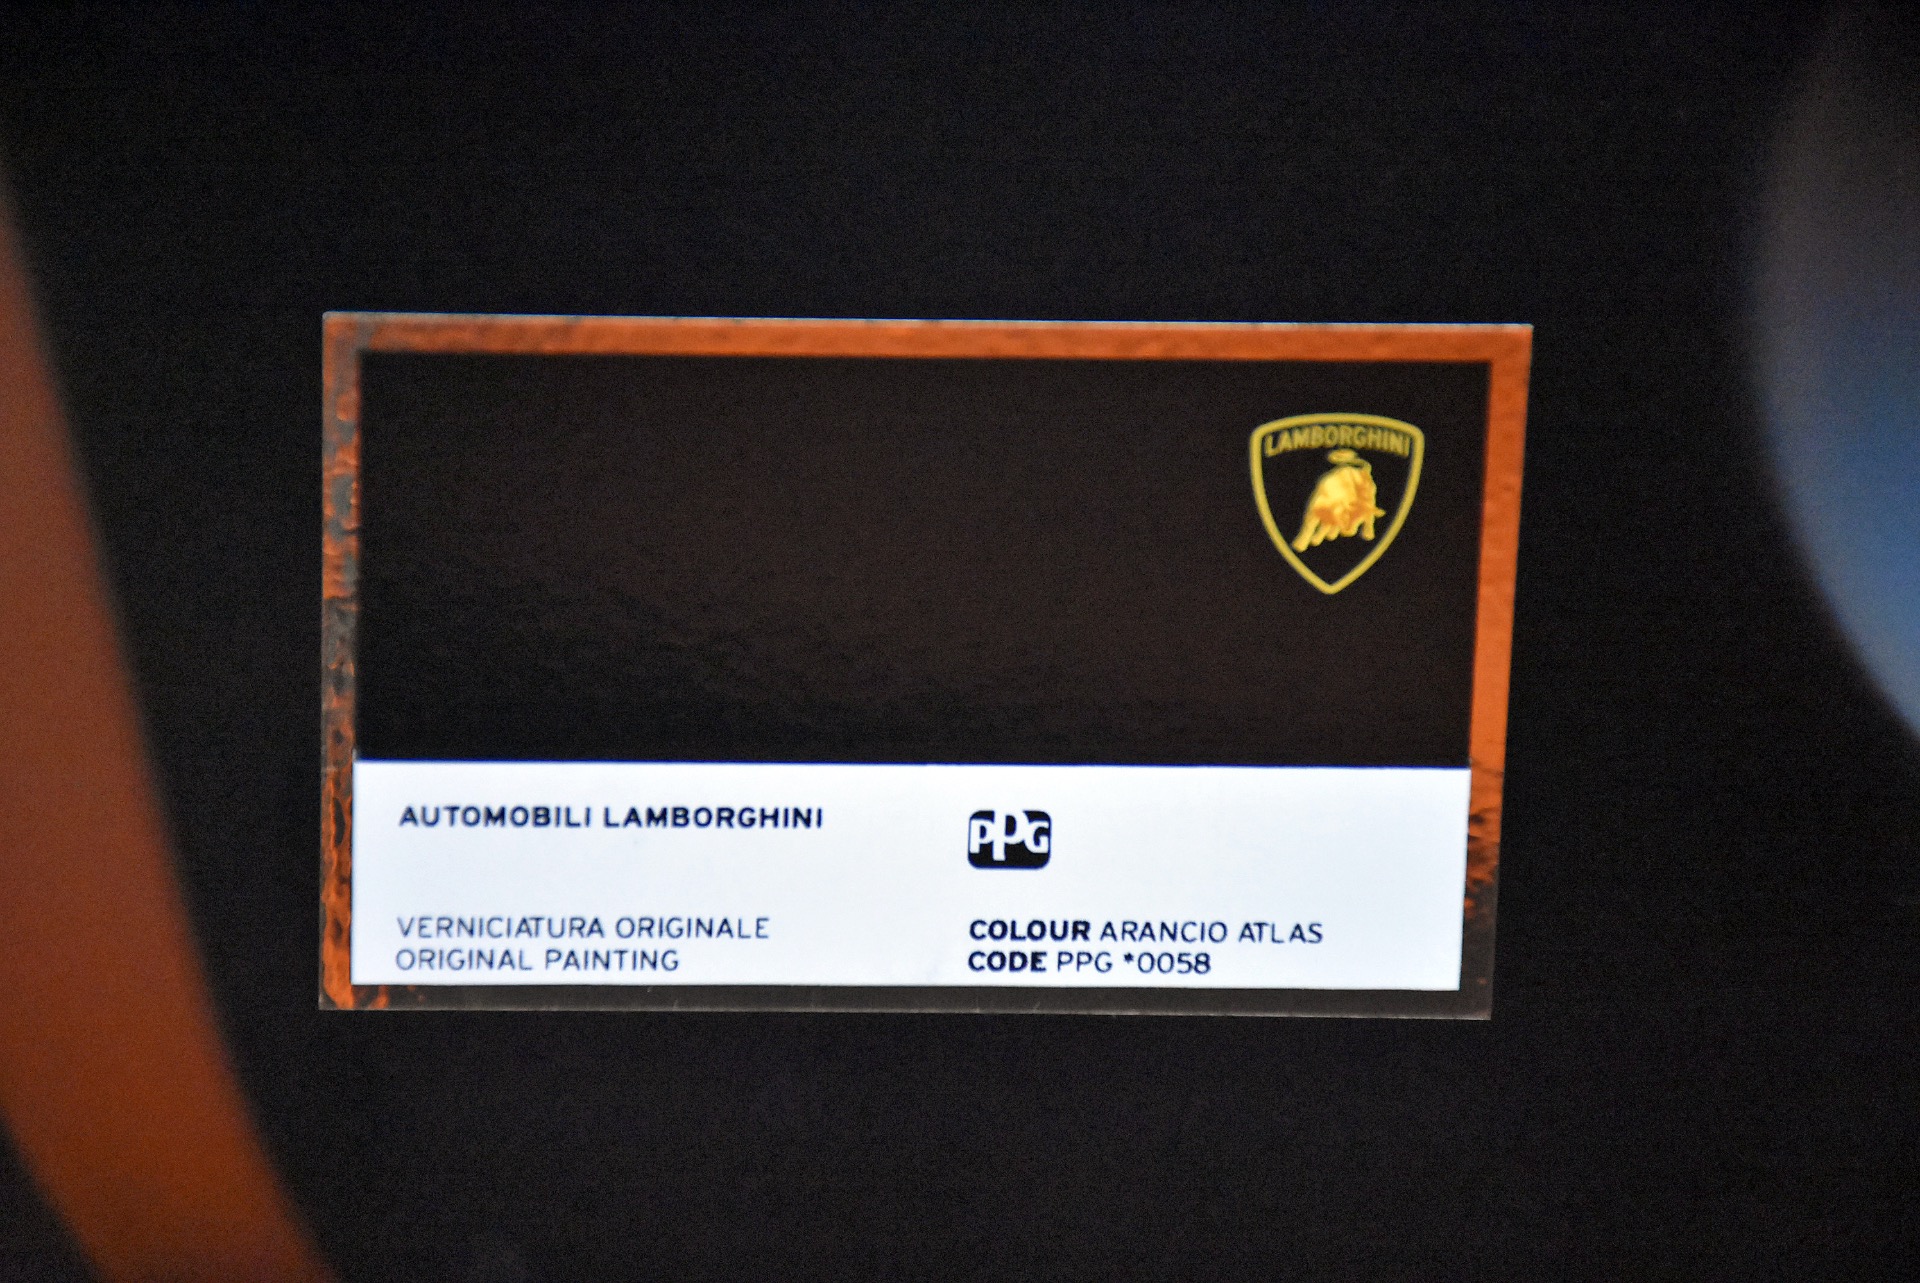 LAMBORGHINI
AUTOMOBILI LAMBORGHINI
PPG
VERNICIATURA ORIGINALE
ORIGINAL PAINTING
COLOUR ARANCIO ATLAS
CODE PPG *0058